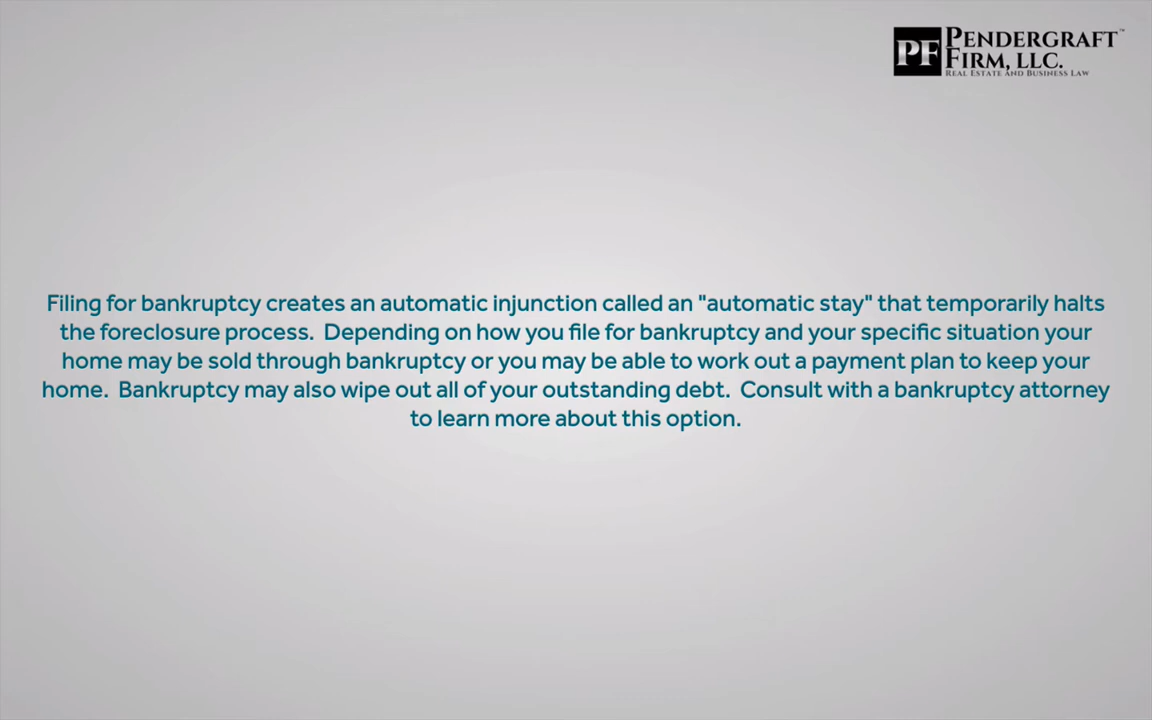 PF PENDERGRAFT™
FIRM, LLC.
REAL ESTATE AND BUSINESS LAW
Filing for bankruptcy creates an automatic injunction called an "automatic stay" that temporarily halts
the foreclosure process.  Depending on how you file for bankruptcy and your specific situation your
home may be sold through bankruptcy or you may be able to work out a payment plan to keep your
home.  Bankruptcy may also wipe out all of your outstanding debt.  Consult with a bankruptcy attorney
to learn more about this option.